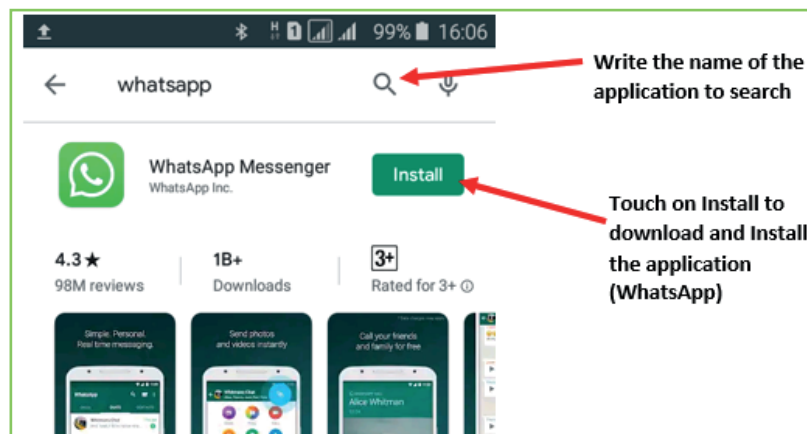 99% 16:06
whatsapp
Write the name of the
application to search
WhatsApp Messenger
WhatsApp Inc.
Install
Touch on Install to
download and Install
the application
(WhatsApp)
4.3★
98M reviews
1B+
Downloads
3+
Rated for 3+
Simple. Personal.
Real time messaging.
Send photos
and videos instantly
Call your friends
and family for free
WhatsApp
Alice Whitman